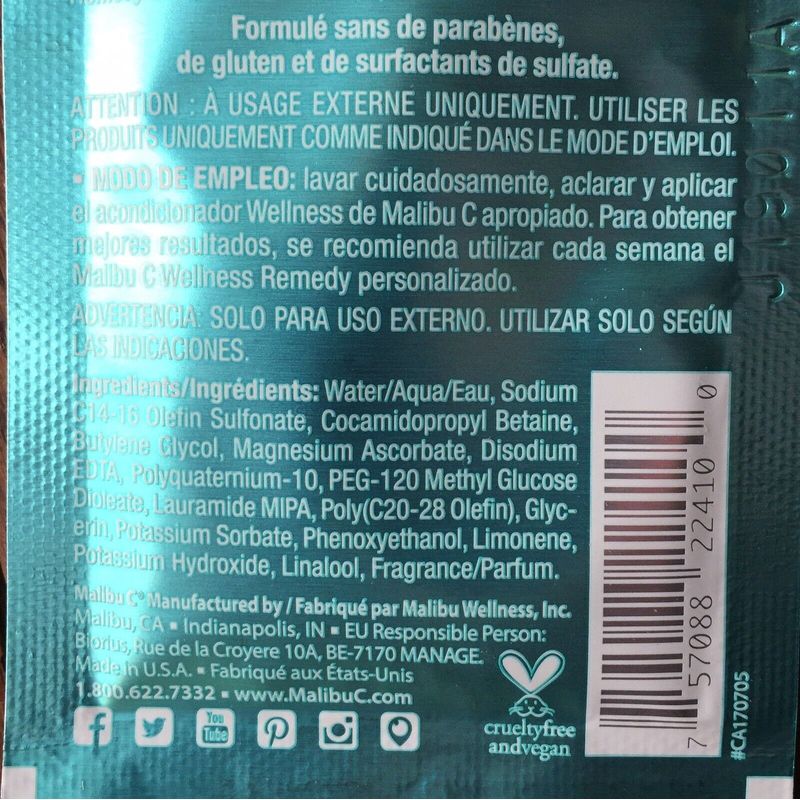 Formulé sans de parabènes,
de gluten et de surfactants de sulfate.
ATTENTION : À USAGE EXTERNE UNIQUEMENT. UTILISER LES
PRODUITS UNIQUEMENT COMME INDIQUÉ DANS LE MODE D'EMPLOI.
▪ MODO DE EMPLEO: lavar cuidadosamente, aclarar y aplicar
el acondicionador Wellness de Malibu C apropiado. Para obtener
mejores resultados, se recomienda utilizar cada semana el
Malibu C Wellness Remedy personalizado.
ADVERTENCIA: SOLO PARA USO EXTERNO. UTILIZAR SOLO SEGÚN
LAS INDICACIONES.
Ingredients/Ingrédients: Water/Aqua/Eau, Sodium
C14-16 Olefin Sulfonate, Cocamidopropyl Betaine,
Butylene Glycol, Magnesium Ascorbate, Disodium
EDTA, Polyquaternium-10, PEG-120 Methyl Glucose
Dioleate, Lauramide MIPA, Poly(C20-28 Olefin), Glyc-
erin, Potassium Sorbate, Phenoxyethanol, Limonene,
Potassium Hydroxide, Linalool, Fragrance/Parfum.
Malibu C® Manufactured by / Fabriqué par Malibu Wellness, Inc.
Malibu, CA ▪ Indianapolis, IN ▪ EU Responsible Person:
Biorius, Rue de la Croyere 10A, BE-7170 MANAGE.
Made in U.S.A. ▪ Fabriqué aux États-Unis
1.800.622.7332 ▪ www.MalibuC.com
You
Tube
crueltyfree
andvegan
7 57088 22410 0
#CA170705